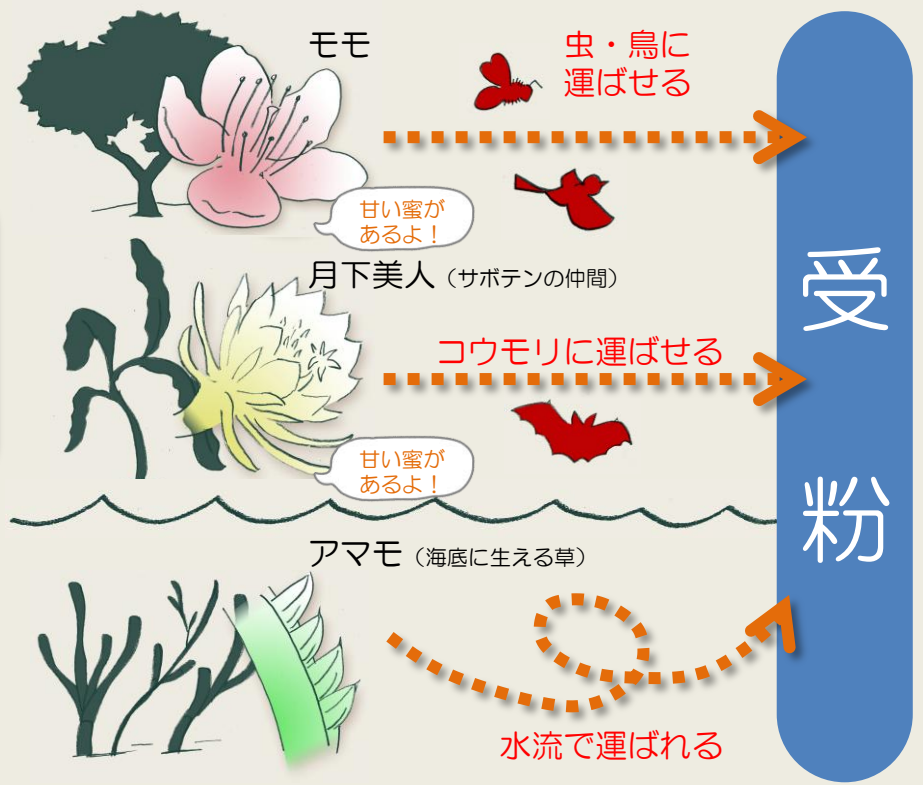 モモ
虫・鳥に
運ばせる
甘い蜜が
あるよ！
月下美人（サボテンの仲間）
コウモリに運ばせる
甘い蜜が
あるよ！
アマモ（海底に生える草）
水流で運ばれる
受粉